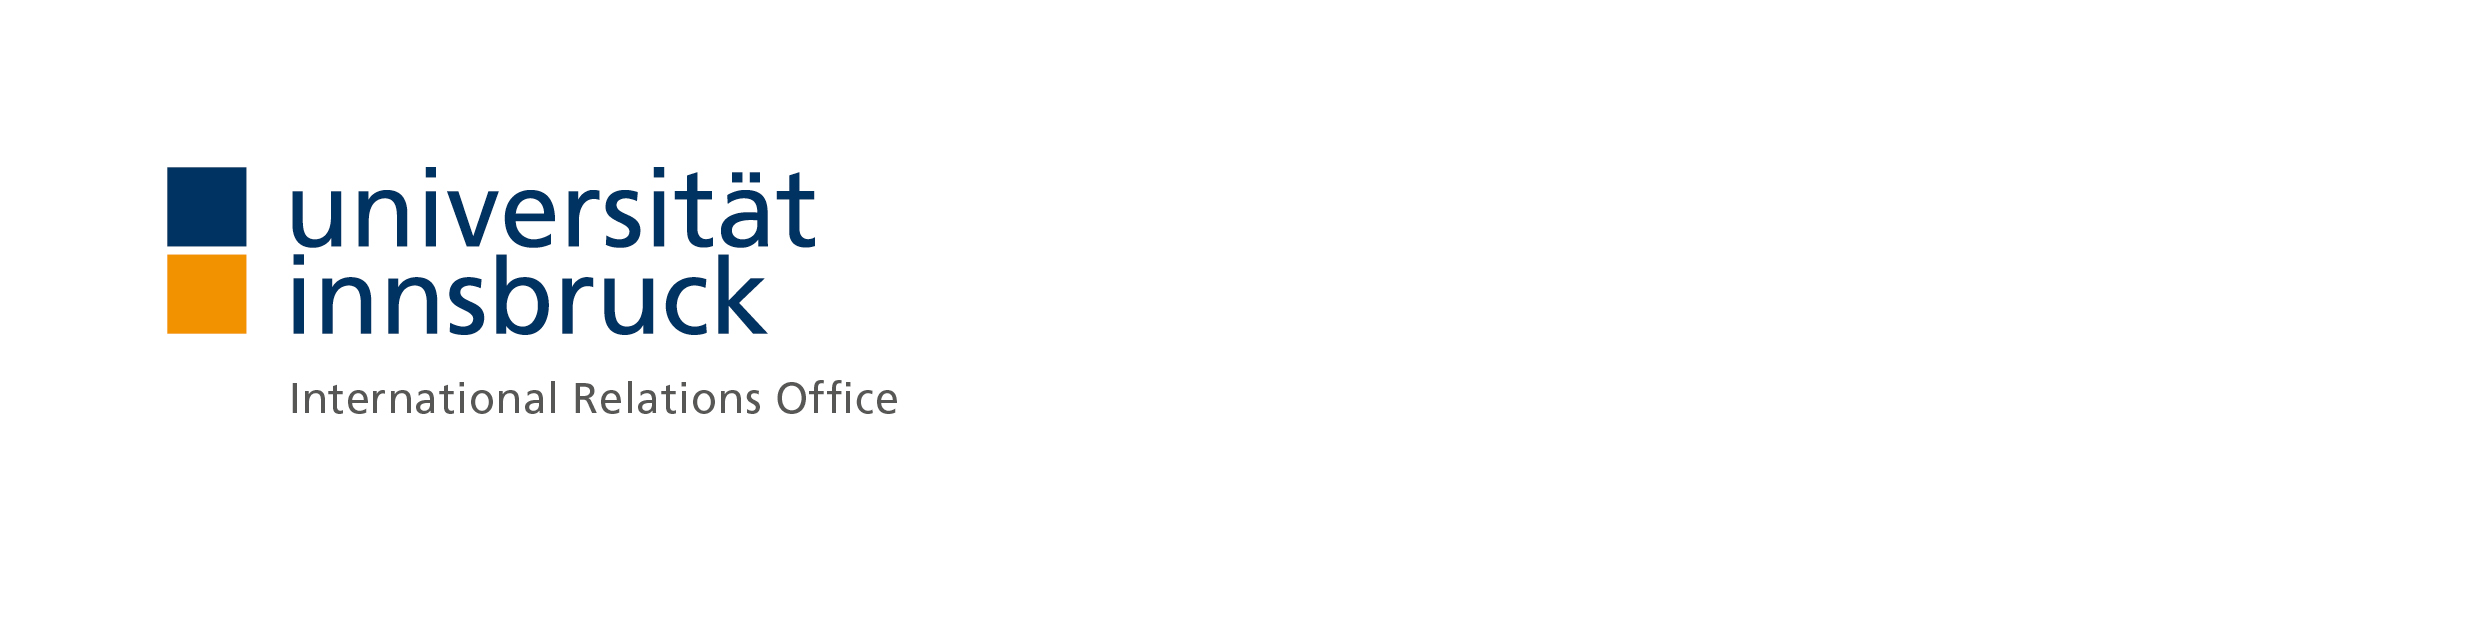 universität
innsbruck
International Relations Office